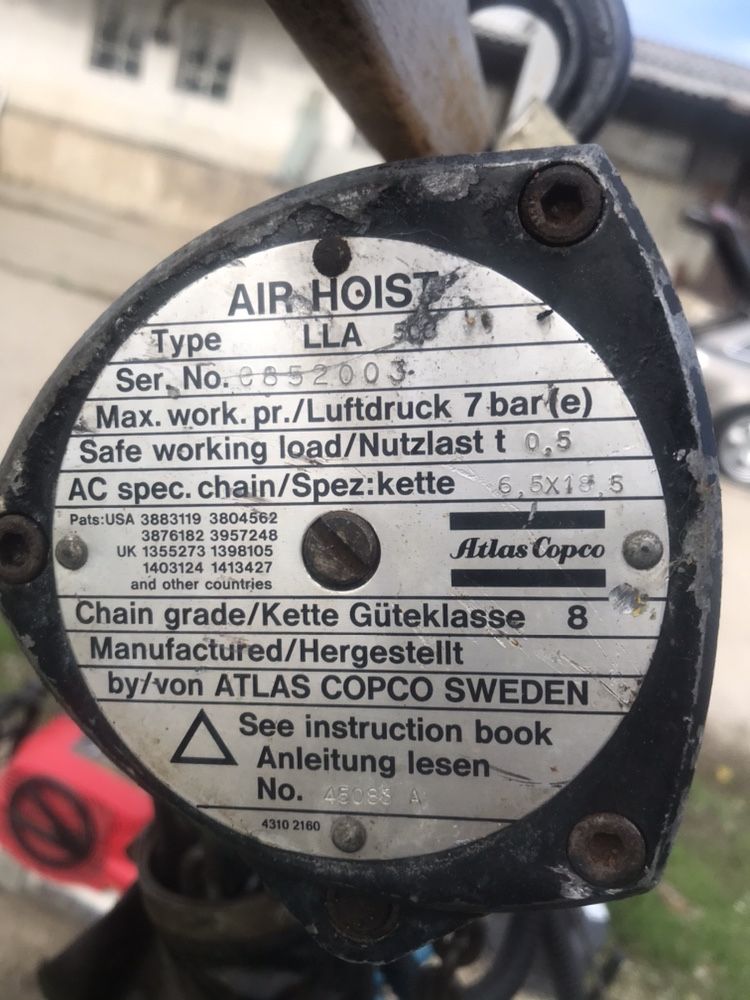 AIR HOIST
Type LLA
Ser. No. 0852003
Max. work. pr./Luftdruck 7 bar (e)
Safe working load/Nutzlast t 0,5
AC spec. chain/Spez:kette 6,5X18,5
Pats: USA 3883119 3804562
3876182 3957248
UK 1355273 1398105
1403124 1413427
and other countries
Atlas Copco
Chain grade/Kette Güteklasse 8
Manufactured/Hergestellt
by/von ATLAS COPCO SWEDEN
See instruction book
Anleitung lesen
No.
4310 2160